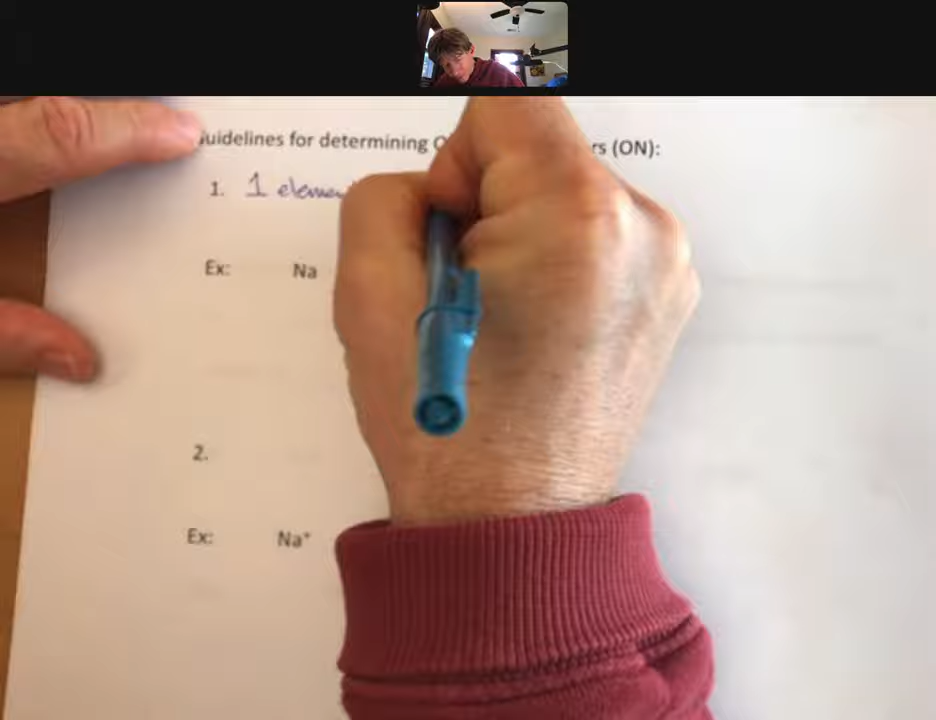 uidelines for determining O rs (ON):
1. 1 elemen
Ex: Na
2.
Ex: Na⁺